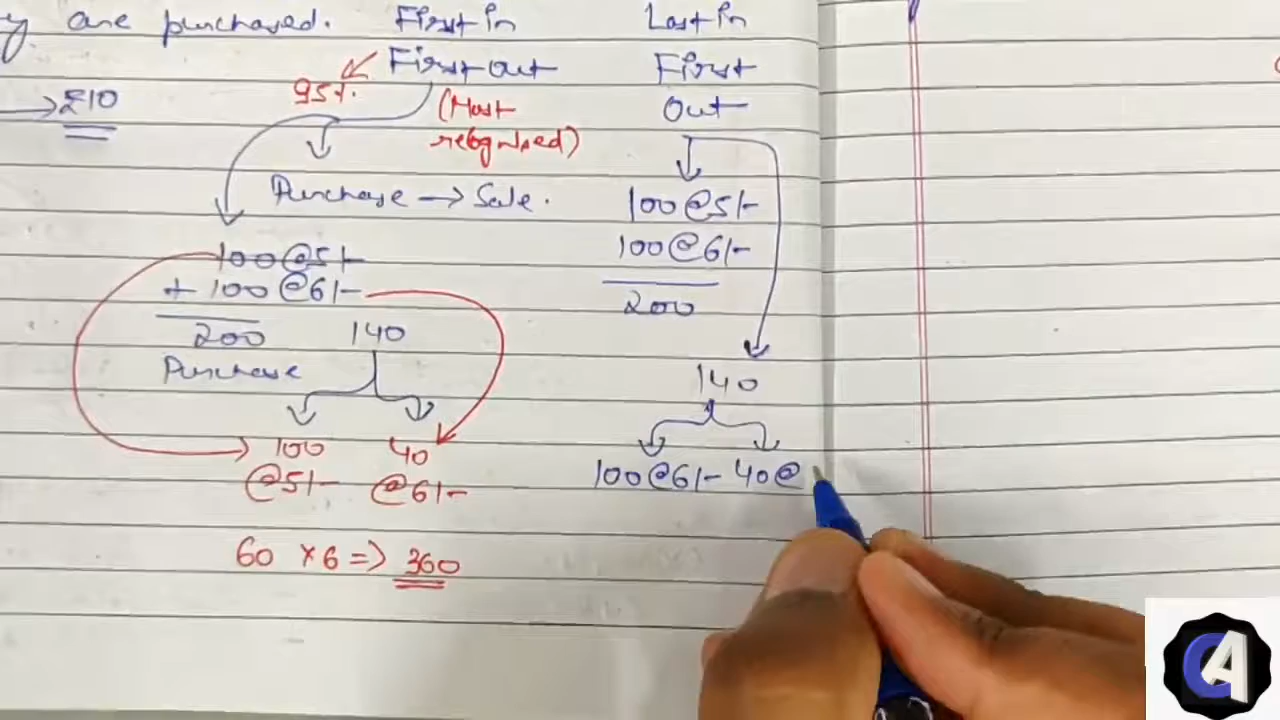 y are purchased. First in
First out
95%.
(Most
recognised)
£10
Purchase → Sale.
100 @ 5/-
+ 100 @ 6/-
200 140
Purchase
100 40
@5/- @6/-
60 × 6 => 360
Last in
First
Out
100@5/-
100@6/-
200
140
100@6/- 40@
CA